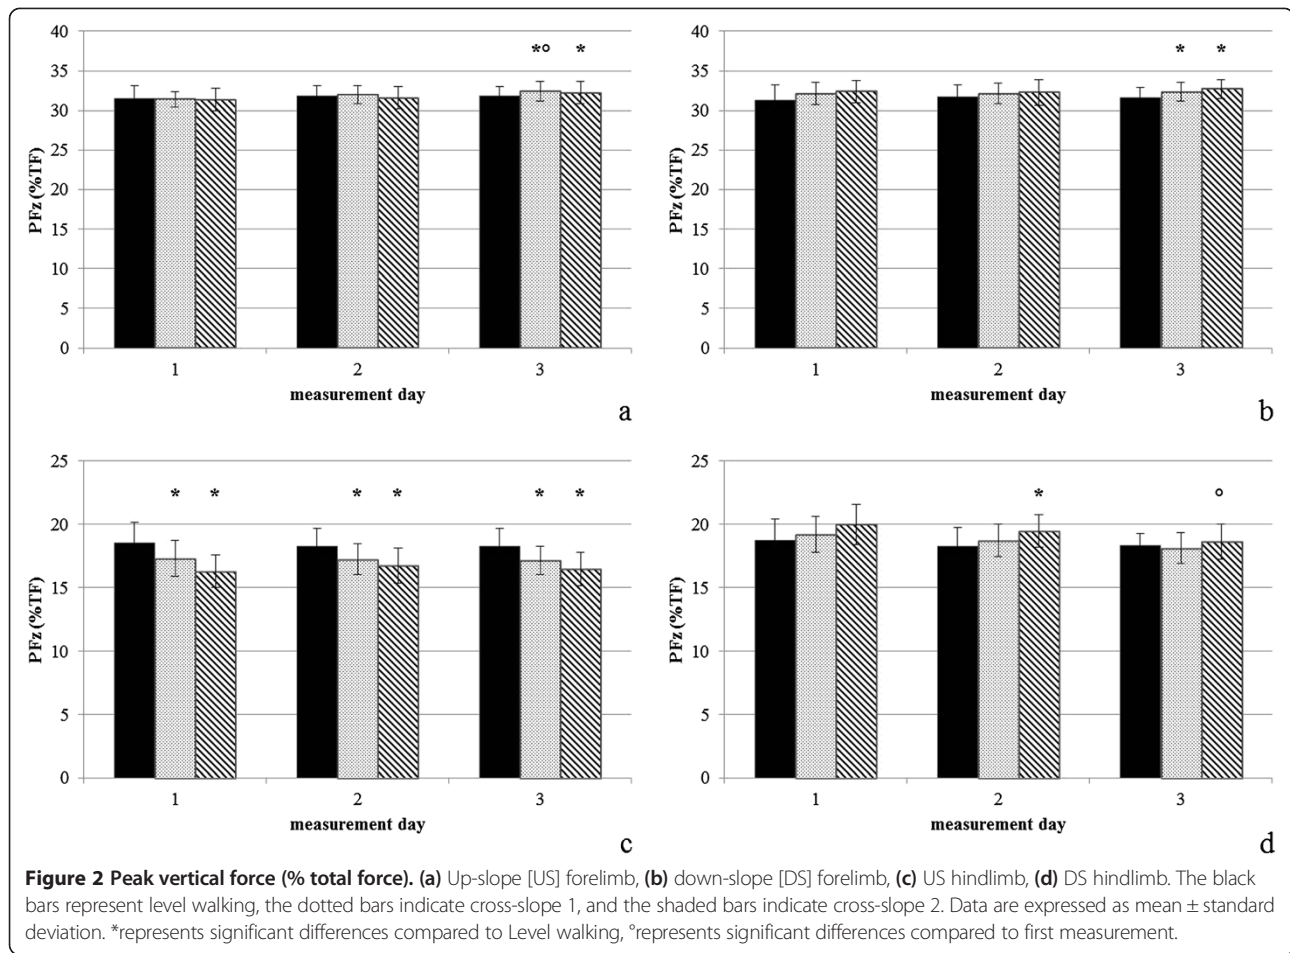 40
35
30
25
20
15
10
5
0
PFz (%TF)
*° *
1 2 3
measurement day
a
40
35
30
25
20
15
10
5
0
PFz (%TF)
* *
1 2 3
measurement day
b
25
20
15
10
5
0
PFz (%TF)
* * * * * *
1 2 3
measurement day
c
25
20
15
10
5
0
PFz (%TF)
* °
1 2 3
measurement day
d
Figure 2 Peak vertical force (% total force). (a) Up-slope [US] forelimb, (b) down-slope [DS] forelimb, (c) US hindlimb, (d) DS hindlimb. The black
bars represent level walking, the dotted bars indicate cross-slope 1, and the shaded bars indicate cross-slope 2. Data are expressed as mean ± standard
deviation. *represents significant differences compared to Level walking, °represents significant differences compared to first measurement.